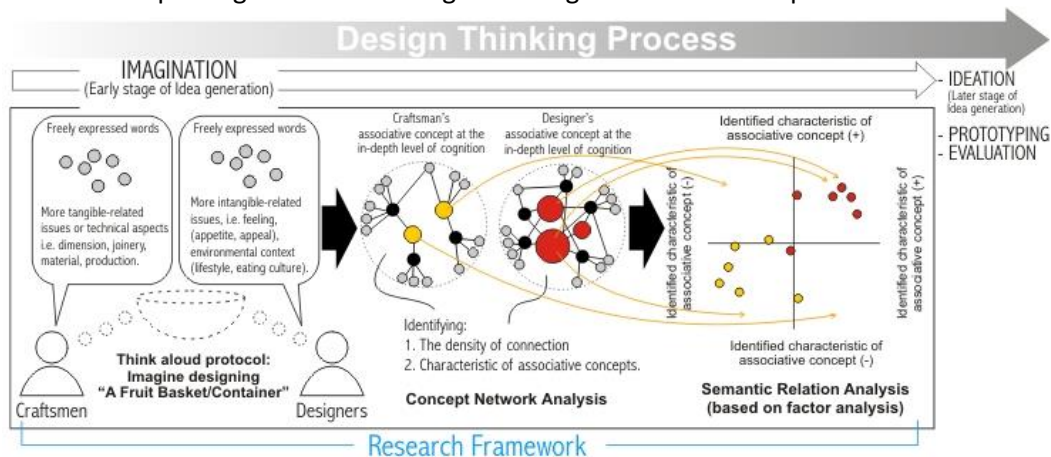 Design Thinking Process
IMAGINATION
(Early stage of Idea generation)
- IDEATION
(Later stage of
Idea generation)
- PROTOTYPING
- EVALUATION
Freely expressed words
More tangible-related
issues or technical aspects
i.e. dimension, joinery,
material, production.
Freely expressed words
More intangible-related
issues, i.e. feeling,
(appetite, appeal),
environmental context
(lifestyle, eating culture).
Craftsmen
Think aloud protocol:
Imagine designing
“A Fruit Basket/Container”
Designers
Craftsman's
associative concept at the
in-depth level of cognition
Designer's
associative concept at the
in-depth level of cognition
Identifying:
1. The density of connection
2. Characteristic of associative concepts.
Concept Network Analysis
Identified characteristic of
associative concept (+)
Identified characteristic of
associative concept (-)
Identified characteristic of
associative concept (+)
Identified characteristic of
associative concept (-)
Semantic Relation Analysis
(based on factor analysis)
Research Framework